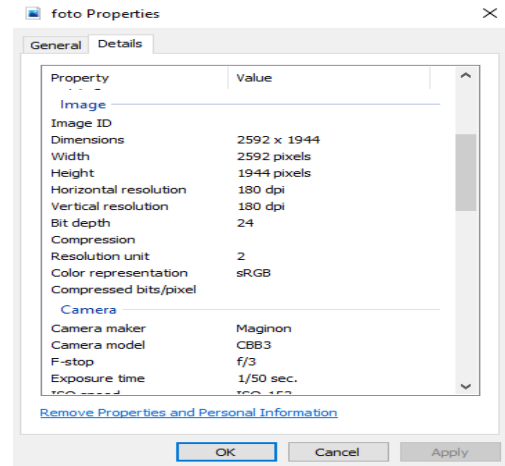 foto Properties
General Details
Property Value
Image
Image ID
Dimensions 2592 x 1944
Width 2592 pixels
Height 1944 pixels
Horizontal resolution 180 dpi
Vertical resolution 180 dpi
Bit depth 24
Compression
Resolution unit 2
Color representation sRGB
Compressed bits/pixel
Camera
Camera maker Maginon
Camera model CBB3
F-stop f/3
Exposure time 1/50 sec.
Remove Properties and Personal Information
OK Cancel Apply